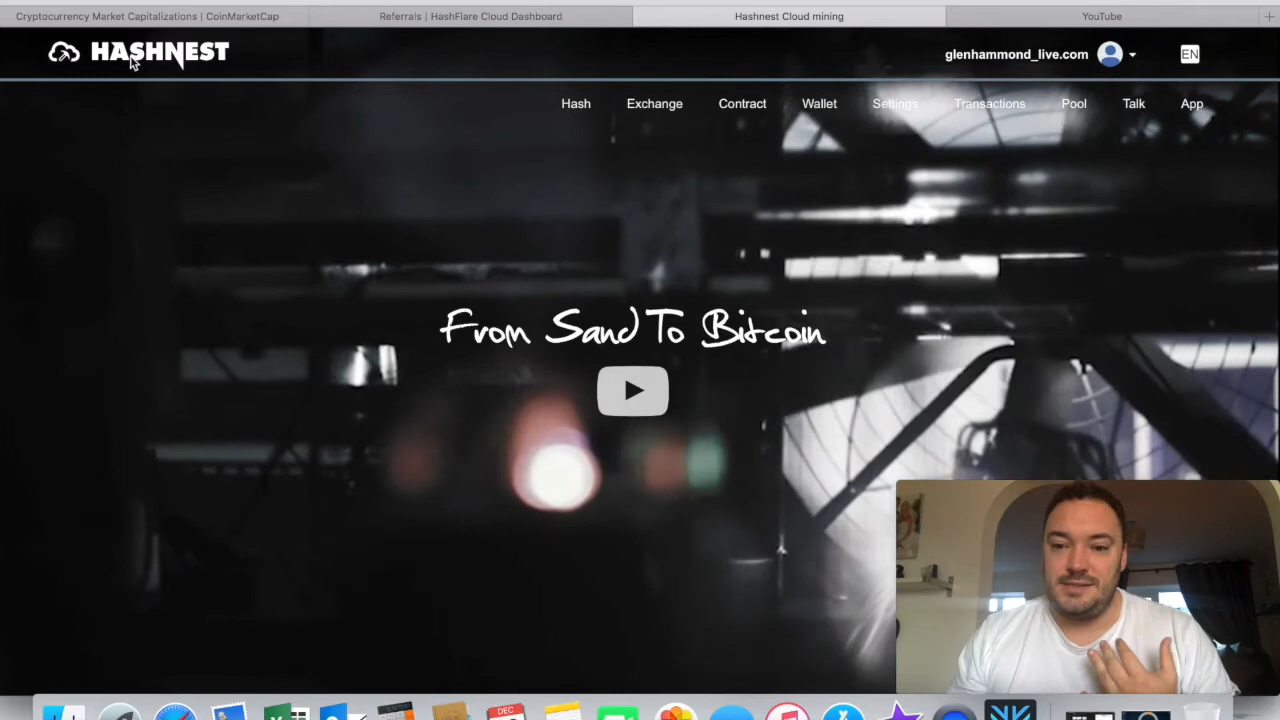 Cryptocurrency Market Capitalizations | CoinMarketCap
Referrals | HashFlare Cloud Dashboard
Hashnest Cloud mining
YouTube
HASHNEST
glenhammond_live.com
EN
Hash
Exchange
Contract
Wallet
Settings
Transactions
Pool
Talk
App
From Sand To Bitcoin
DEC